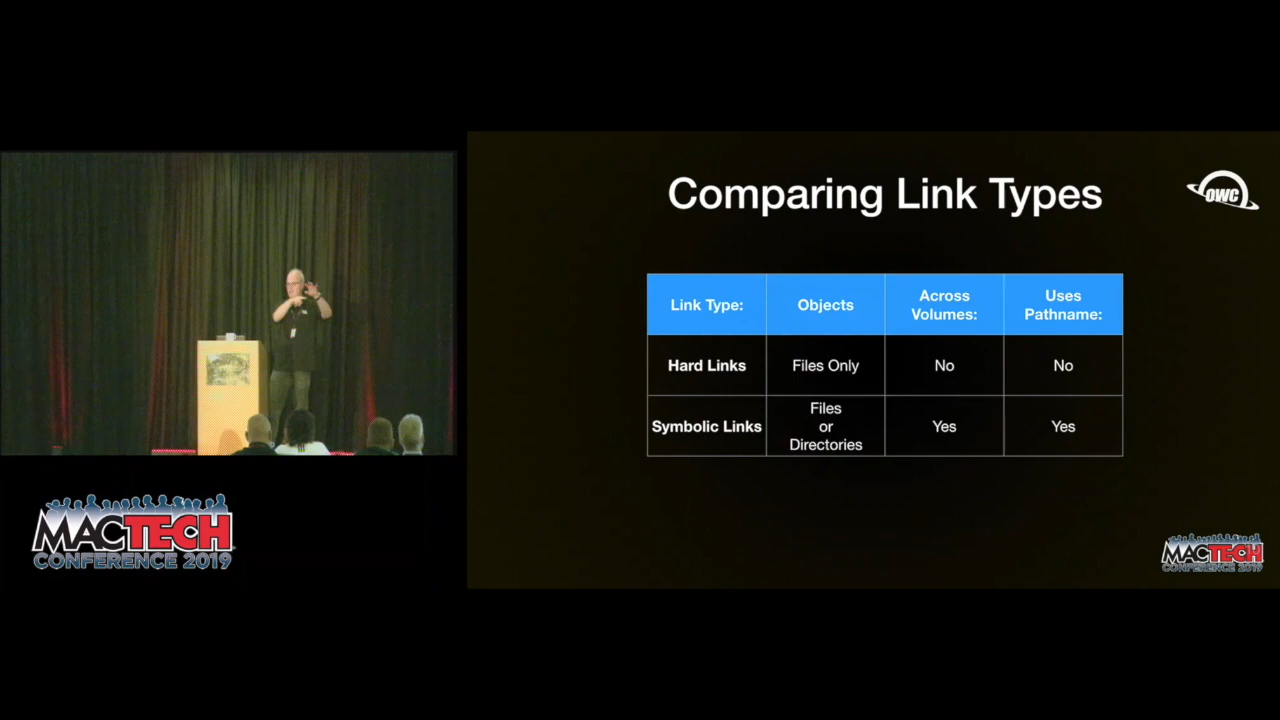 Comparing Link Types
OWC
Link Type:
Objects
Across
Volumes:
Uses
Pathname:
Hard Links
Files Only
No
No
Symbolic Links
Files
or
Directories
Yes
Yes
MACTECH
CONFERENCE 2019
MACTECH
CONFERENCE 2019